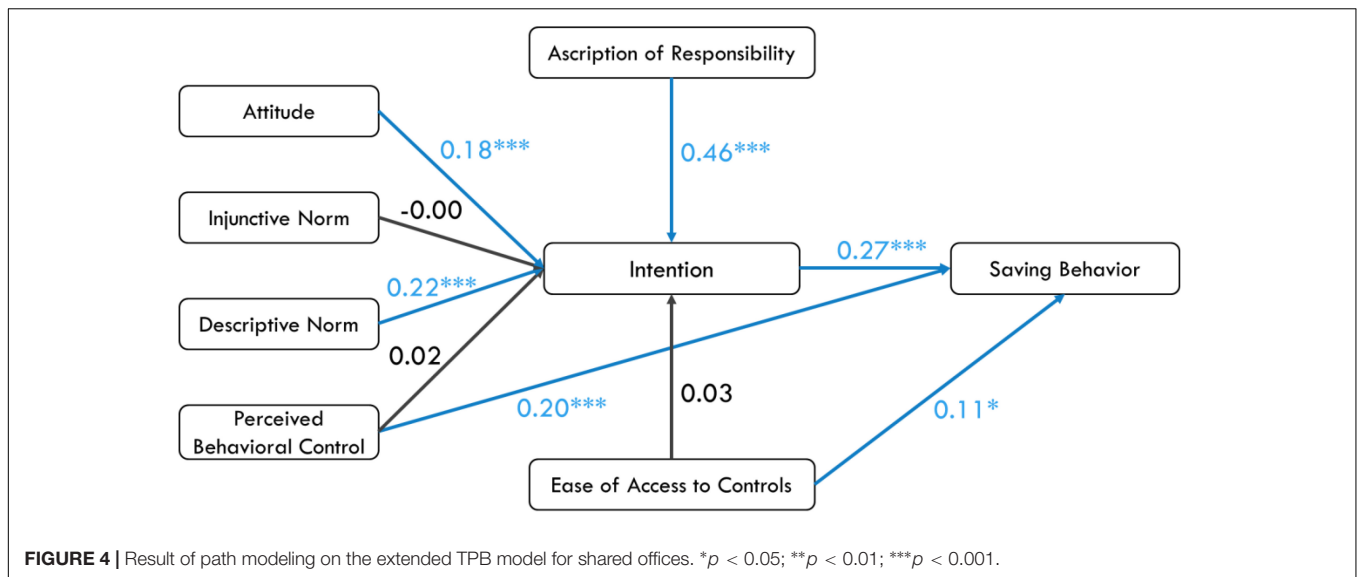 Ascription of Responsibility
Attitude
0.18***
0.46***
Injunctive Norm
-0.00
Intention
0.27***
Saving Behavior
0.22***
Descriptive Norm
0.02
Perceived
Behavioral Control
0.20***
0.03
0.11*
Ease of Access to Controls
FIGURE 4 | Result of path modeling on the extended TPB model for shared offices. *p < 0.05; **p < 0.01; ***p < 0.001.